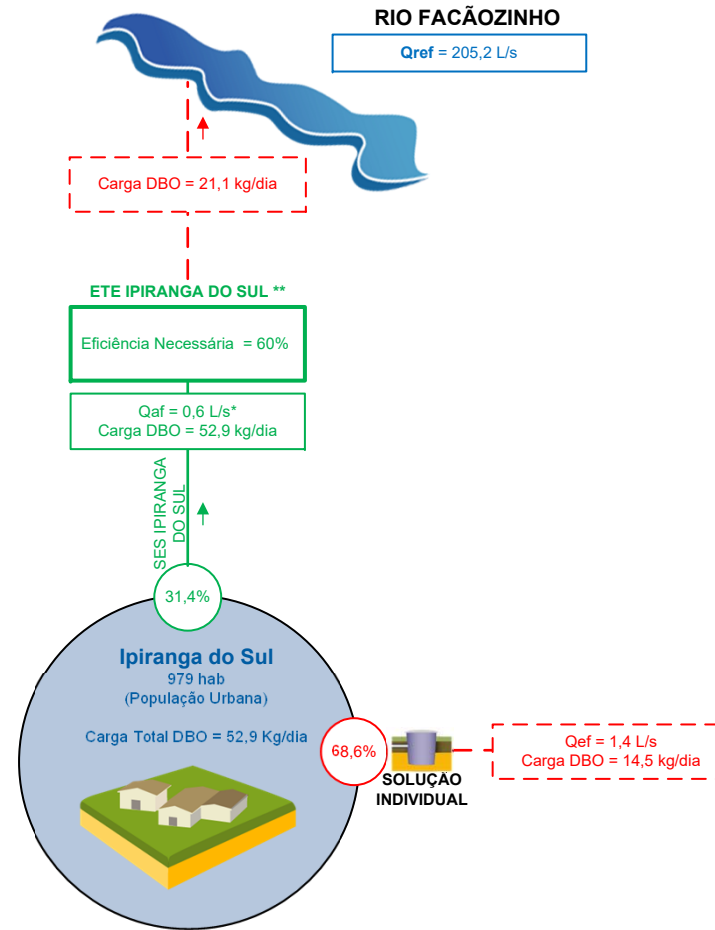 RIO FACÃOZINHO
Qref = 205,2 L/s
Carga DBO = 21,1 kg/dia
ETE IPIRANGA DO SUL **
Eficiência Necessária = 60%
Qaf = 0,6 L/s*
Carga DBO = 52,9 kg/dia
SES IPIRANGA
DO SUL
31,4%
Ipiranga do Sul
979 hab
(População Urbana)
Carga Total DBO = 52,9 Kg/dia
68,6%
SOLUÇÃO
INDIVIDUAL
Qef = 1,4 L/s
Carga DBO = 14,5 kg/dia